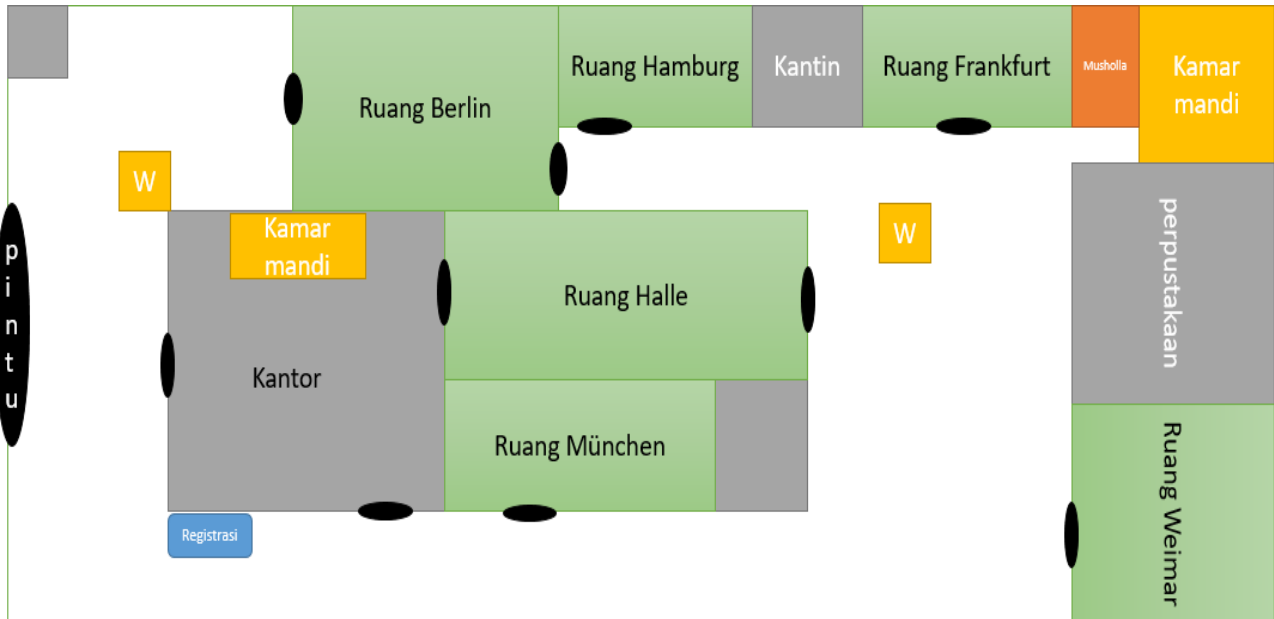 Ruang Berlin
Ruang Hamburg
Kantin
Ruang Frankfurt
Musholla
Kamar
mandi
W
pintu
Kamar
mandi
W
perpustakaan
Ruang Halle
Kantor
Ruang München
Ruang Weimar
Registrasi